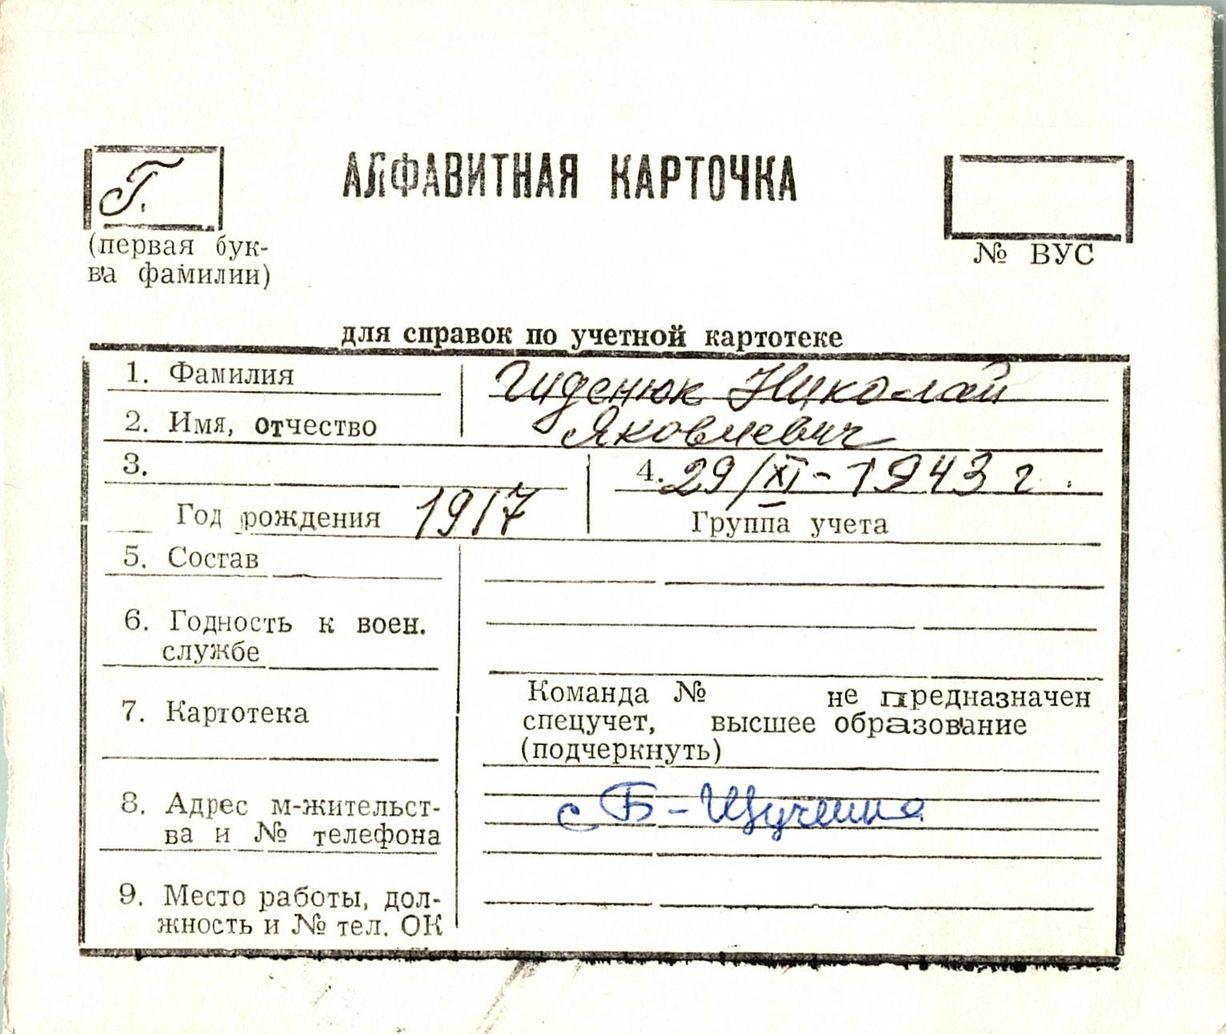 Г.
АЛФАВИТНАЯ КАРТОЧКА
(первая бук-
ва фамилии)
№ ВУС
для справок по учетной картотеке
1. Фамилия Гиденюк Николай
2. Имя, отчество Яковлевич
3. 4. 29/XI-1943 г.
Год рождения 1917 Группа учета
5. Состав
6. Годность к воен.
службе
7. Картотека
Команда № не предназначен
спецучет, высшее образование
(подчеркнуть)
8. Адрес м-жительст-
ва и № телефона
с Б-Щучинка
9. Место работы, дол-
жность и № тел. ОК